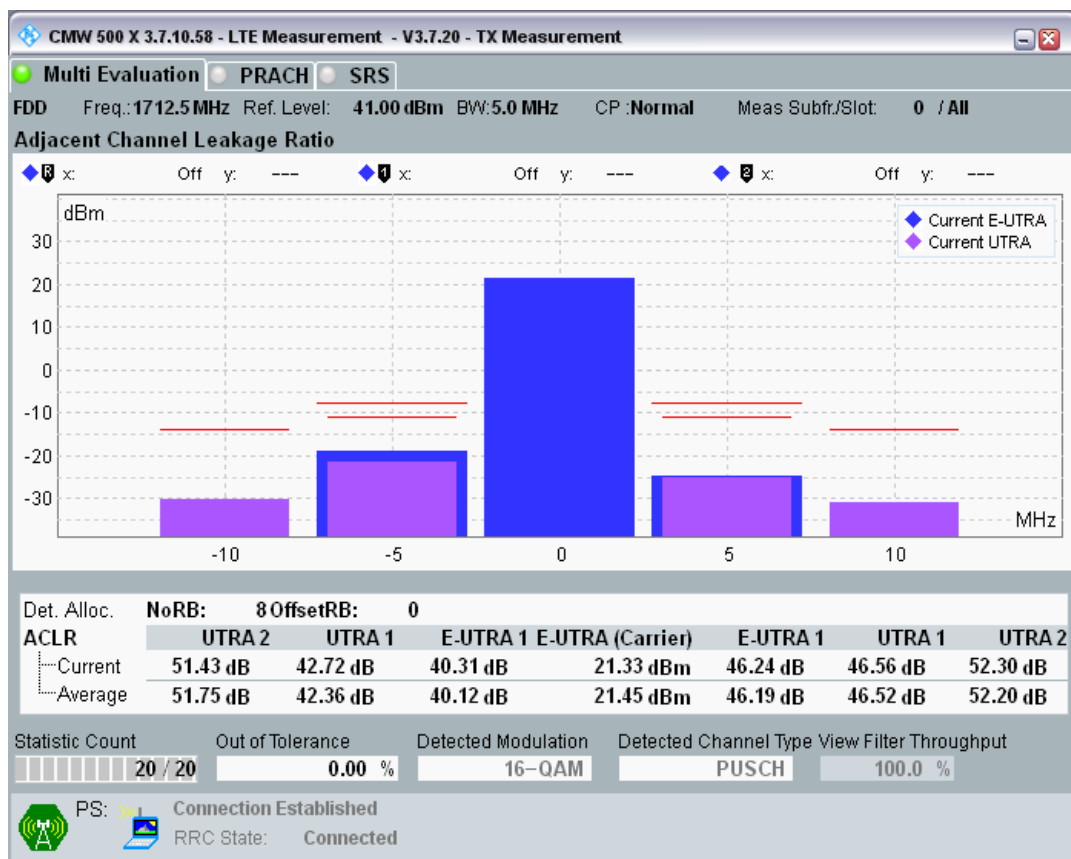 CMW 500 X 3.7.10.58 - LTE Measurement - V3.7.20 - TX Measurement
Multi Evaluation PRACH SRS
FDD Freq.:1712.5 MHz Ref. Level: 41.00 dBm BW:5.0 MHz CP :Normal Meas Subfr./Slot: 0 / All
Adjacent Channel Leakage Ratio
R x: Off y: --- 1 x: Off y: --- 2 x: Off y: ---
dBm
Current E-UTRA
Current UTRA
30
20
10
0
-10
-20
-30
MHz
-10 -5 0 5 10
Det. Alloc. NoRB: 8 OffsetRB: 0
ACLR UTRA 2 UTRA 1 E-UTRA 1 E-UTRA (Carrier) E-UTRA 1 UTRA 1 UTRA 2
Current 51.43 dB 42.72 dB 40.31 dB 21.33 dBm 46.24 dB 46.56 dB 52.30 dB
Average 51.75 dB 42.36 dB 40.12 dB 21.45 dBm 46.19 dB 46.52 dB 52.20 dB
Statistic Count Out of Tolerance Detected Modulation Detected Channel Type View Filter Throughput
20 / 20 0.00 % 16-QAM PUSCH 100.0 %
PS: Connection Established
RRC State: Connected